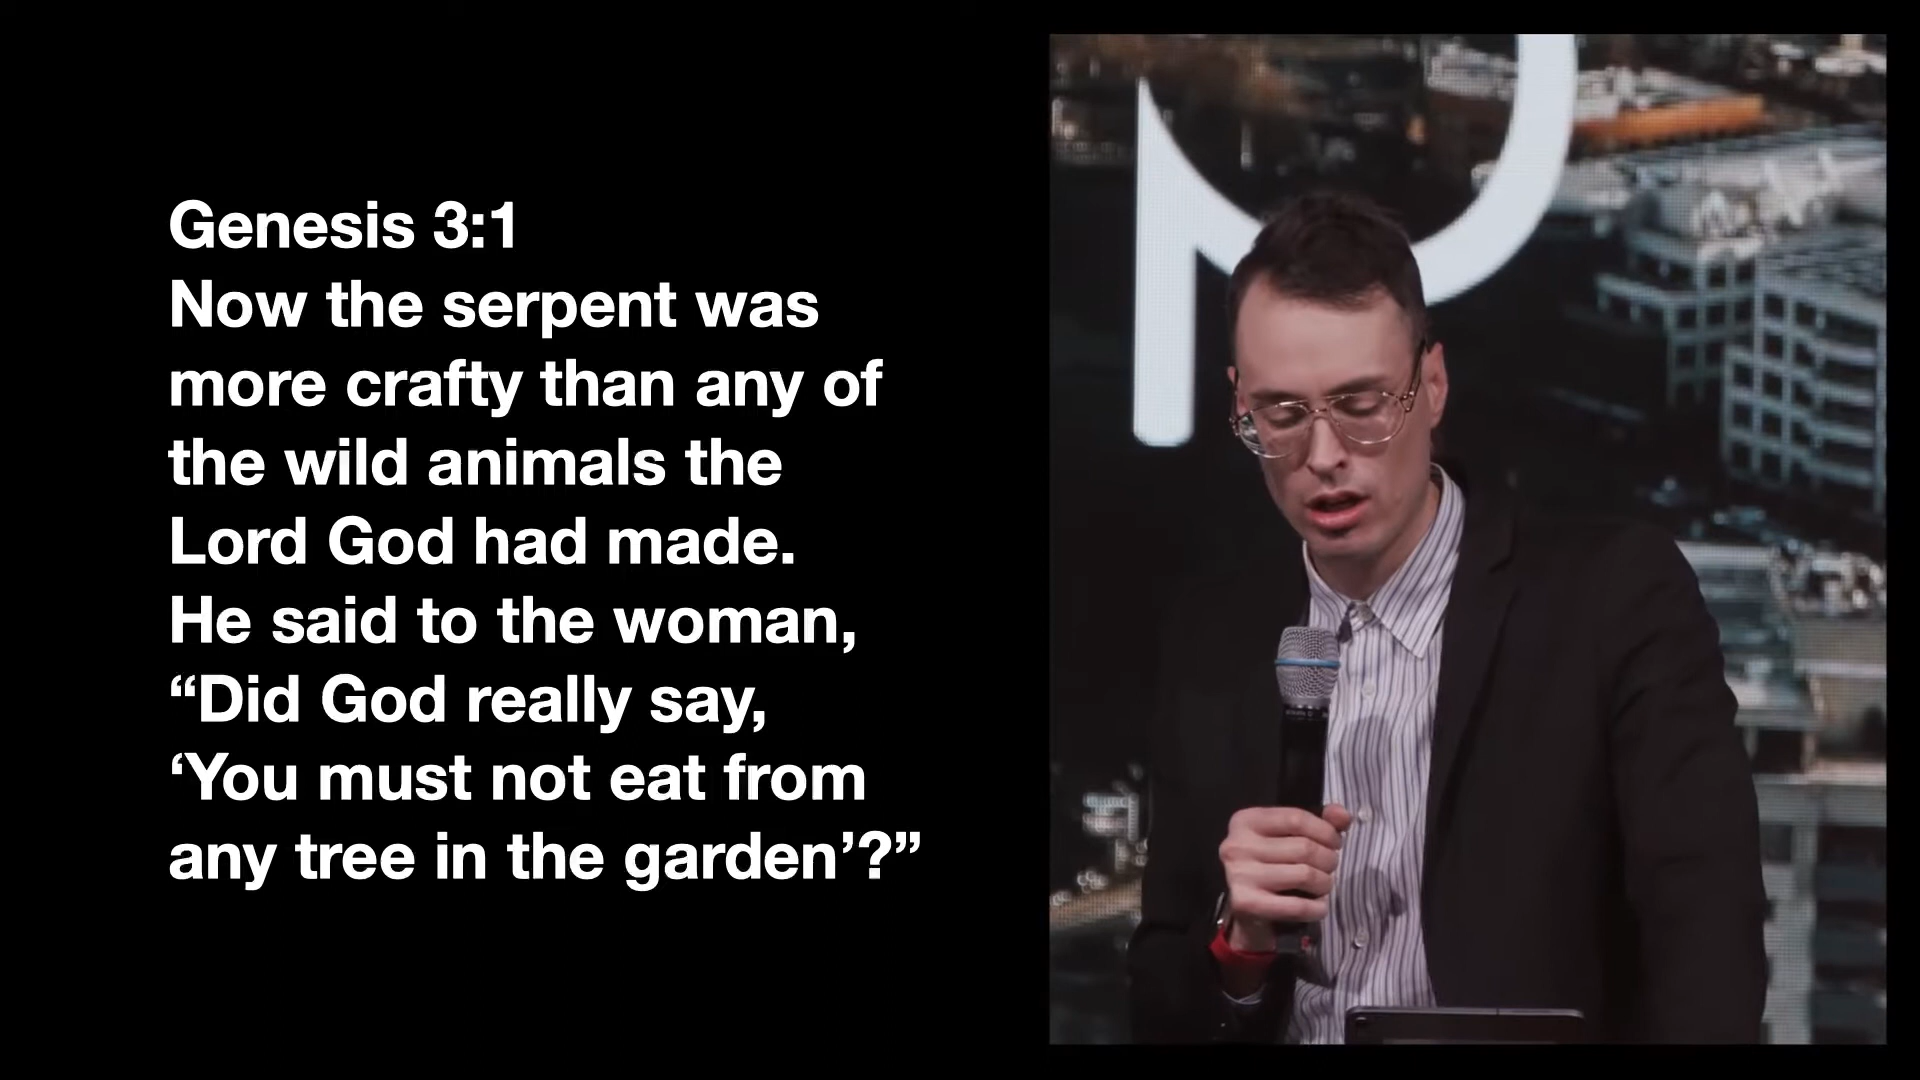 Genesis 3:1
Now the serpent was
more crafty than any of
the wild animals the
Lord God had made.
He said to the woman,
“Did God really say,
‘You must not eat from
any tree in the garden’?”